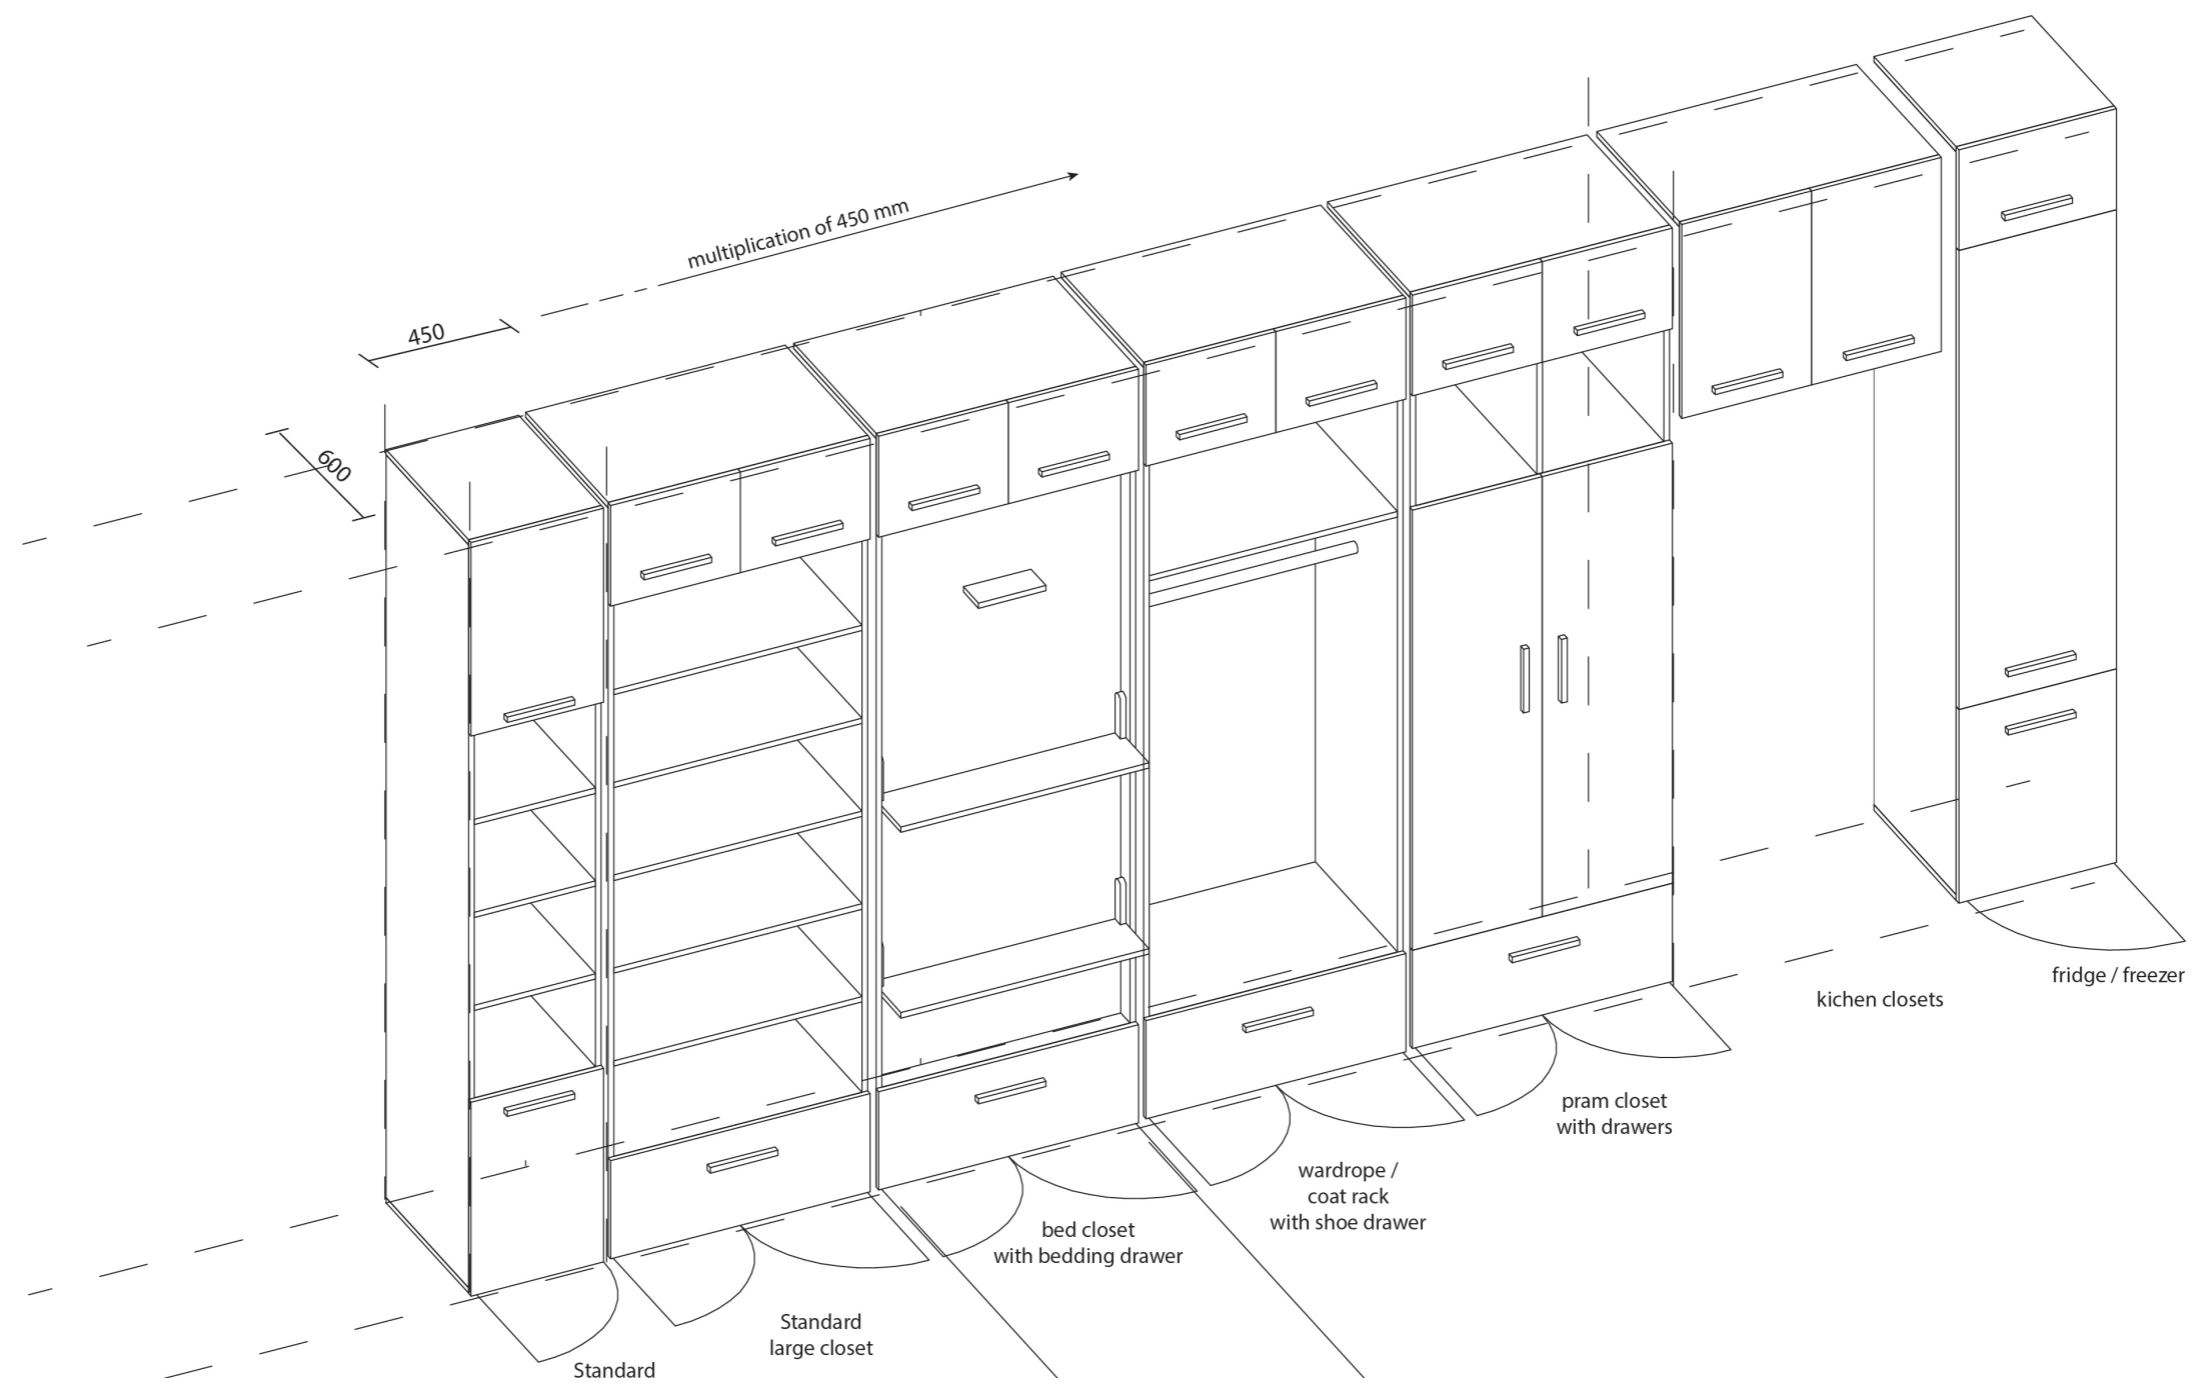 multiplication of 450 mm
450
600
fridge / freezer
kichen closets
pram closet
with drawers
wardrope /
coat rack
with shoe drawer
bed closet
with bedding drawer
Standard
large closet
Standard